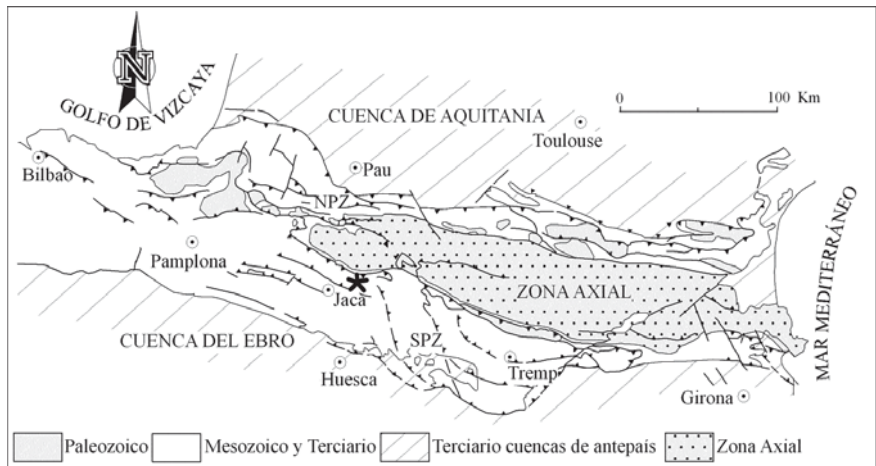 N
GOLFO DE VIZCAYA
CUENCA DE AQUITANIA
0 100 Km
Toulouse
Bilbao
Pau
NPZ
Pamplona
ZONA AXIAL
MAR MEDITERRÁNEO
Jaca
CUENCA DEL EBRO
SPZ
Huesca
Tremp
Girona
Paleozoico Mesozoico y Terciario Terciario cuencas de antepais Zona Axial